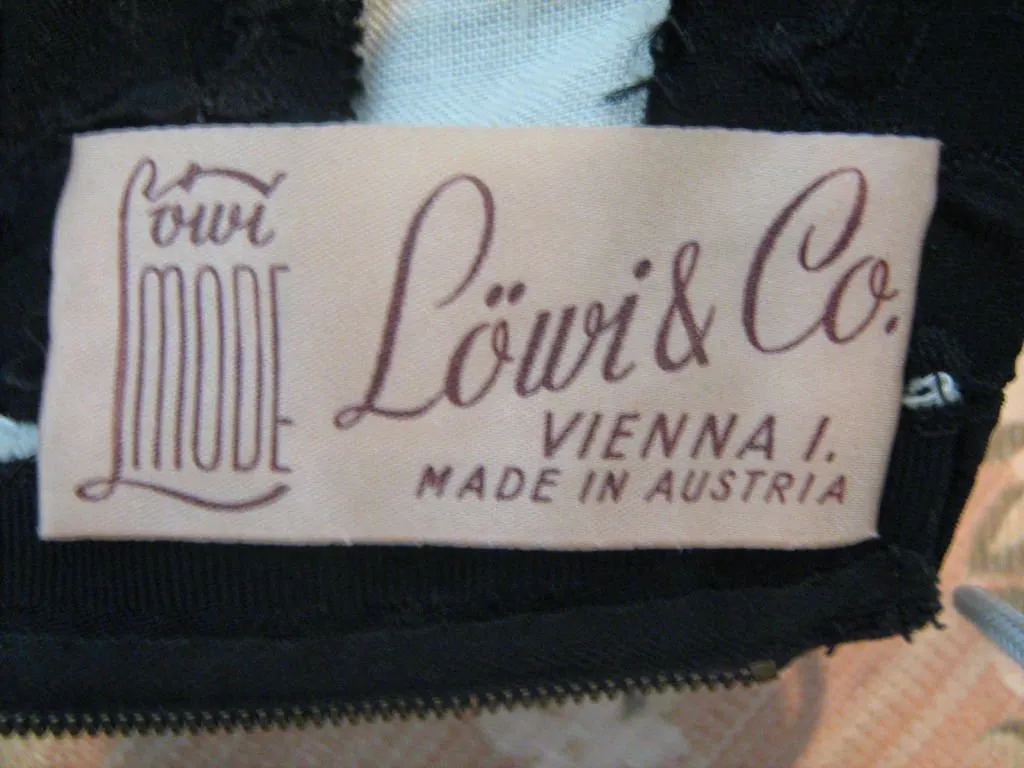 Löwi
MODE
Löwi & Co.
VIENNA I.
MADE IN AUSTRIA